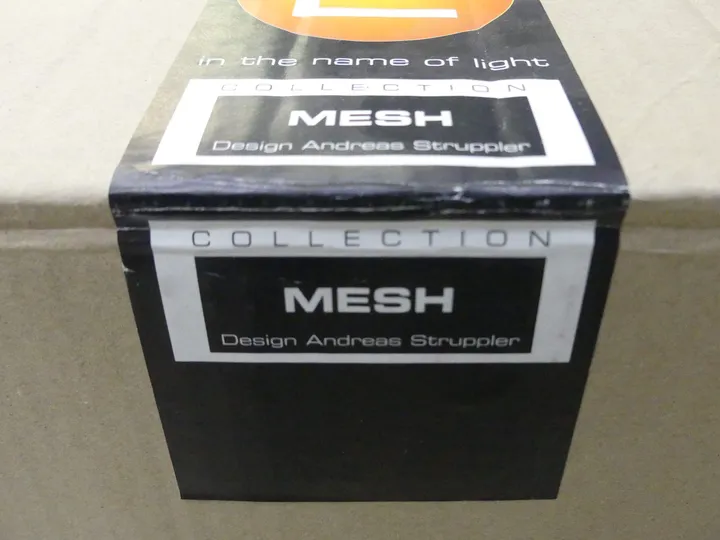 in the name of light
COLLECTION
MESH
Design Andreas Struppler
COLLECTION
MESH
Design Andreas Struppler